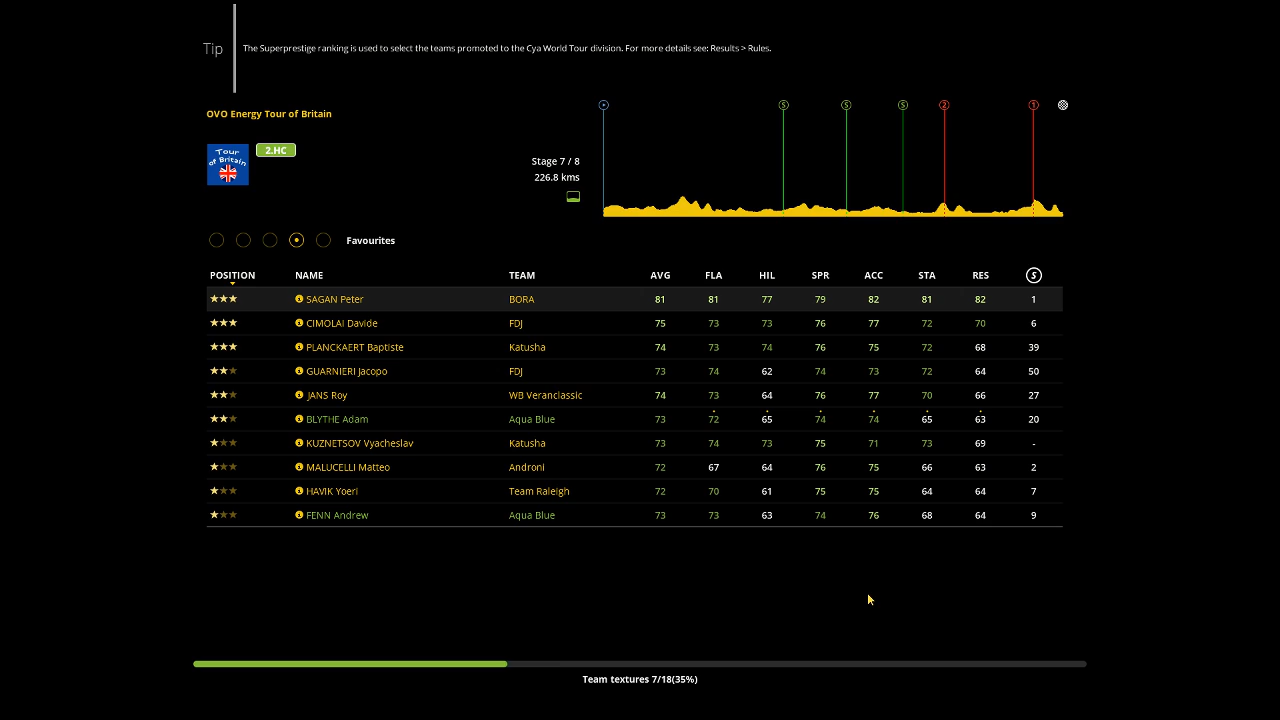 Tip
The Superprestige ranking is used to select the teams promoted to the Cya World Tour division. For more details see: Results > Rules.
OVO Energy Tour of Britain
Tour
of Britain
2.HC
Stage 7 / 8
226.8 kms
S S S 2 1
Favourites
POSITION NAME TEAM AVG FLA HIL SPR ACC STA RES S
SAGAN Peter BORA 81 81 77 79 82 81 82 1
CIMOLAI Davide FDJ 75 73 73 76 77 72 70 6
PLANCKAERT Baptiste Katusha 74 73 74 76 75 72 68 39
GUARNIERI Jacopo FDJ 73 74 62 74 73 72 64 50
JANS Roy WB Veranclassic 74 73 64 76 77 70 66 27
BLYTHE Adam Aqua Blue 73 72 65 74 74 65 63 20
KUZNETSOV Vyacheslav Katusha 73 74 73 75 71 73 69 -
MALUCELLI Matteo Androni 72 67 64 76 75 66 63 2
HAVIK Yoeri Team Raleigh 72 70 61 75 75 64 64 7
FENN Andrew Aqua Blue 73 73 63 74 76 68 64 9
Team textures 7/18(35%)